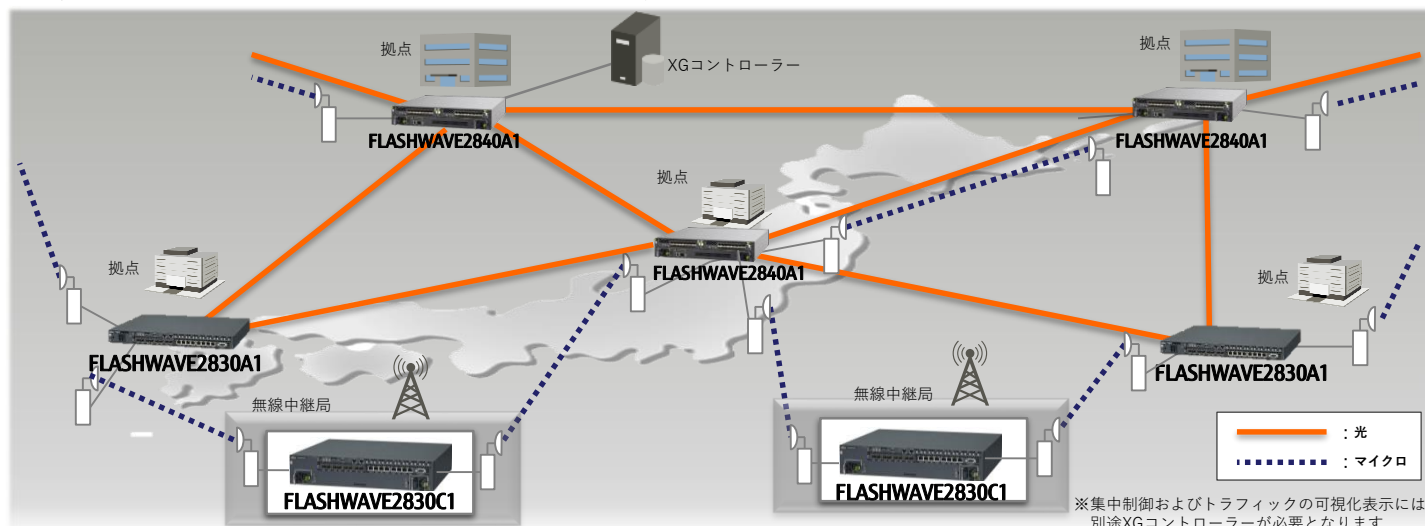 拠点
XGコントローラー
拠点
FLASHWAVE2840A1
FLASHWAVE2840A1
拠点
FLASHWAVE2840A1
拠点
FLASHWAVE2830A1
拠点
FLASHWAVE2830A1
無線中継局
FLASHWAVE2830C1
無線中継局
FLASHWAVE2830C1
：光
：マイクロ
※集中制御およびトラフィックの可視化表示には
別途XGコントローラーが必要となります